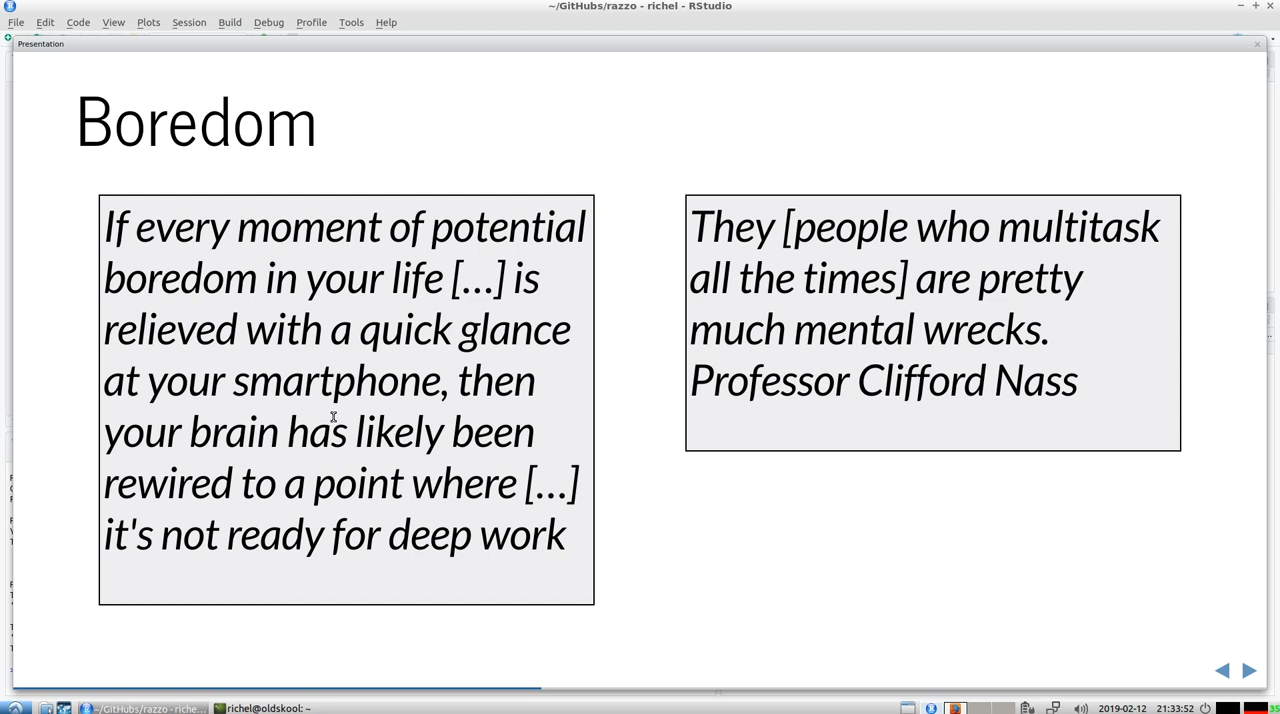 ~/GitHubs/razzo - richel - RStudio
File Edit Code View Plots Session Build Debug Profile Tools Help
Presentation
Boredom
If every moment of potential
boredom in your life [...] is
relieved with a quick glance
at your smartphone, then
your brain has likely been
rewired to a point where [...]
it's not ready for deep work
They [people who multitask
all the times] are pretty
much mental wrecks.
Professor Clifford Nass
~/GitHubs/razzo - riche... richel@oldskool: ~ 2019-02-12 21:33:52